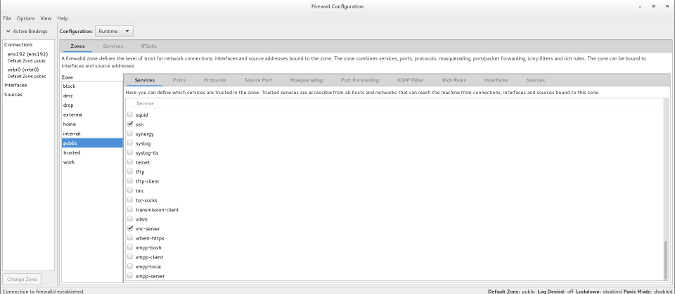 Firewall Configuration
File Options View Help
Active Bindings
Configuration: Runtime
Connections
ens192 (ens192)
Default Zone: public
virbr0 (virbr0)
Default Zone: public
Interfaces
Sources
Change Zone
Zones Services IPSets
A firewalld zone defines the level of trust for network connections, interfaces and source addresses bound to the zone. The zone combines services, ports, protocols, masquerading, port/packet forwarding, icmp filters and rich rules. The zone can be bound to
interfaces and source addresses.
Zone
block
dmz
drop
external
home
internal
public
trusted
work
Services Ports Protocols Source Port Masquerading Port Forwarding ICMP Filter Rich Rules Interfaces Sources
Here you can define which services are trusted in the zone. Trusted services are accessible from all hosts and networks that can reach the machine from connections, interfaces and sources bound to this zone.
Service
squid
ssh
synergy
syslog
syslog-tls
telnet
tftp
tftp-client
tinc
tor-socks
transmission-client
vdsm
vnc-server
wbem-https
xmpp-bosh
xmpp-client
xmpp-local
xmpp-server
Connection to firewalld established.
Default Zone: public Log Denied: off Lockdown: disabled Panic Mode: disabled